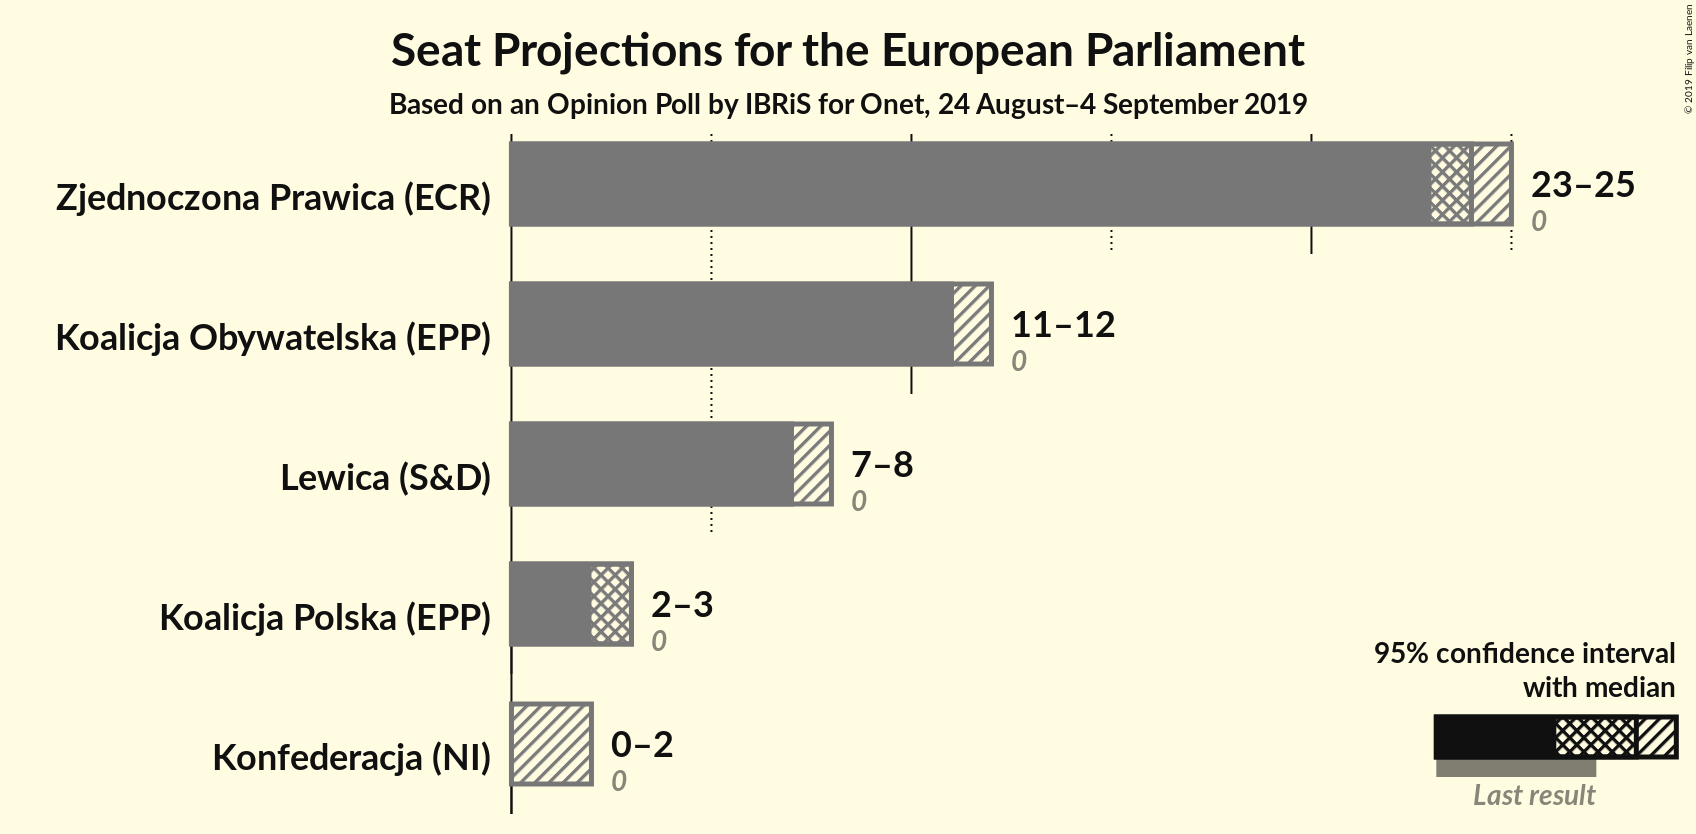 Seat Projections for the European Parliament
Based on an Opinion Poll by IBRiS for Onet, 24 August–4 September 2019
© 2019 Filip van Laenen
Zjednoczona Prawica (ECR)
23–25
0
Koalicja Obywatelska (EPP)
11–12
0
Lewica (S&D)
7–8
0
Koalicja Polska (EPP)
2–3
0
Konfederacja (NI)
0–2
0
95% confidence interval
with median
Last result